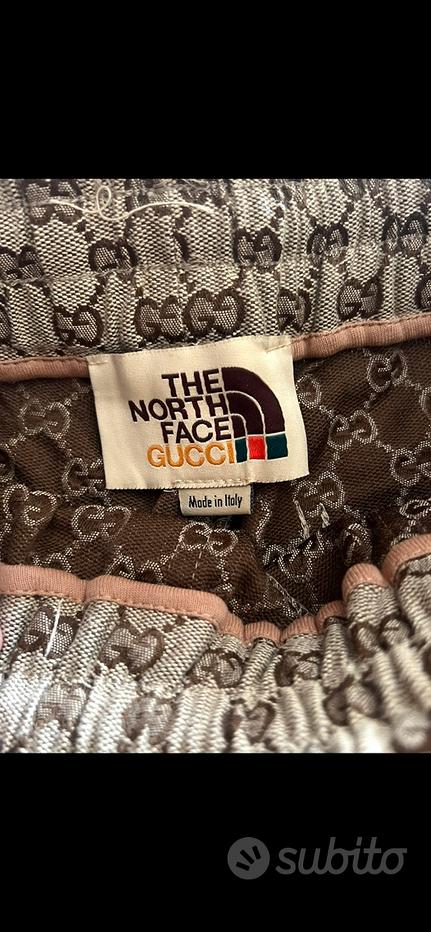 THE
NORTH
FACE
GUCCI
Made in Italy
subito